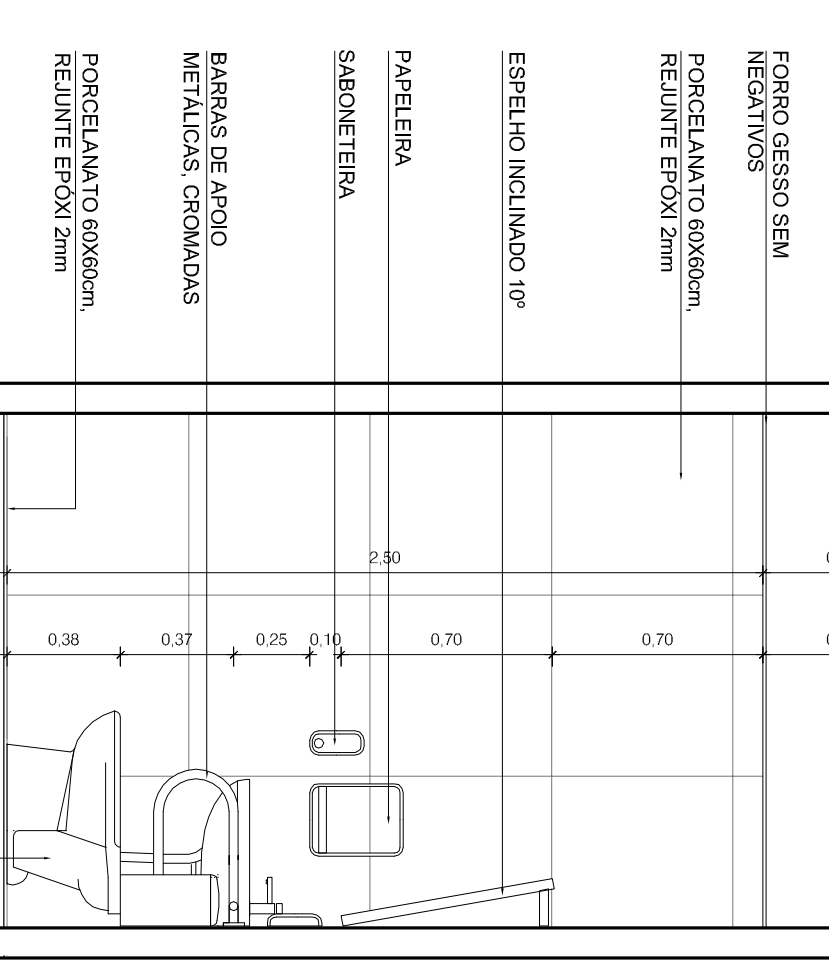 PORCELANATO 60X60cm,
REJUNTE EPÓXI 2mm
BARRAS DE APOIO
METÁLICAS, CROMADAS
SABONETEIRA
PAPELEIRA
ESPELHO INCLINADO 10º
PORCELANATO 60X60cm,
REJUNTE EPÓXI 2mm
FORRO GESSO SEM
NEGATIVOS
2,50
0,38
0,37
0,25
0,10
0,70
0,70